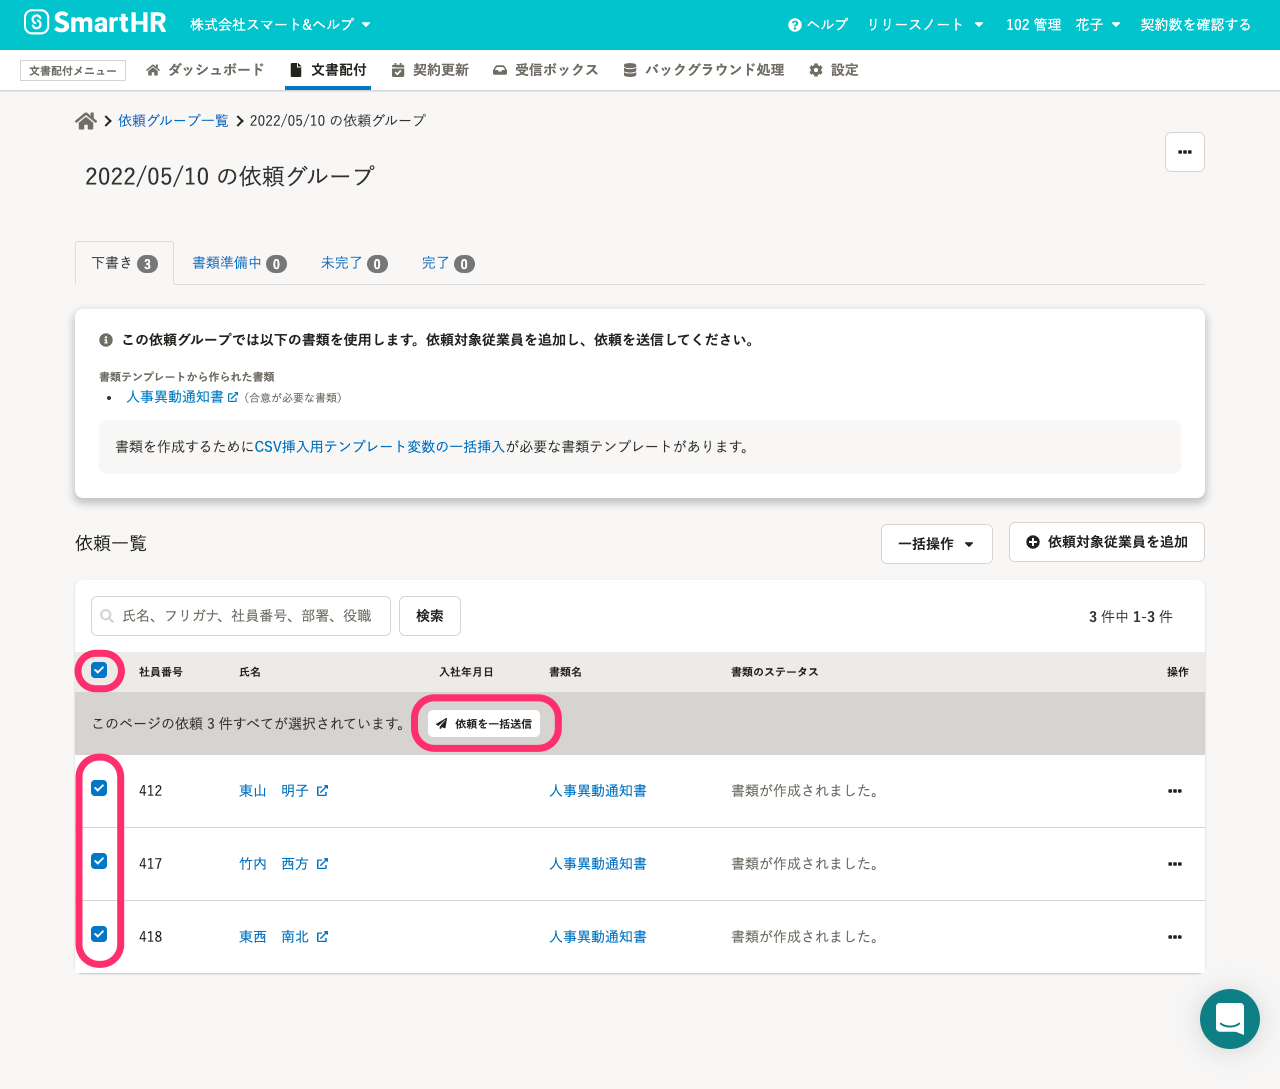 SmartHR 株式会社スマート&ヘルプ ヘルプ リリースノート 102 管理 花子 契約数を確認する
文書配付メニュー ダッシュボード 文書配付 契約更新 受信ボックス バックグラウンド処理 設定
依頼グループ一覧 2022/05/10 の依頼グループ
2022/05/10 の依頼グループ
下書き 3 書類準備中 0 未完了 0 完了 0
この依頼グループでは以下の書類を使用します。依頼対象従業員を追加し、依頼を送信してください。
書類テンプレートから作られた書類
• 人事異動通知書 （合意が必要な書類）
書類を作成するためにCSV挿入用テンプレート変数の一括挿入が必要な書類テンプレートがあります。
依頼一覧 一括操作 依頼対象従業員を追加
氏名、フリガナ、社員番号、部署、役職 検索 3 件中 1-3 件
社員番号 氏名 入社年月日 書類名 書類のステータス 操作
このページの依頼 3 件すべてが選択されています。 依頼を一括送信
412 東山 明子 人事異動通知書 書類が作成されました。
417 竹内 西方 人事異動通知書 書類が作成されました。
418 東西 南北 人事異動通知書 書類が作成されました。